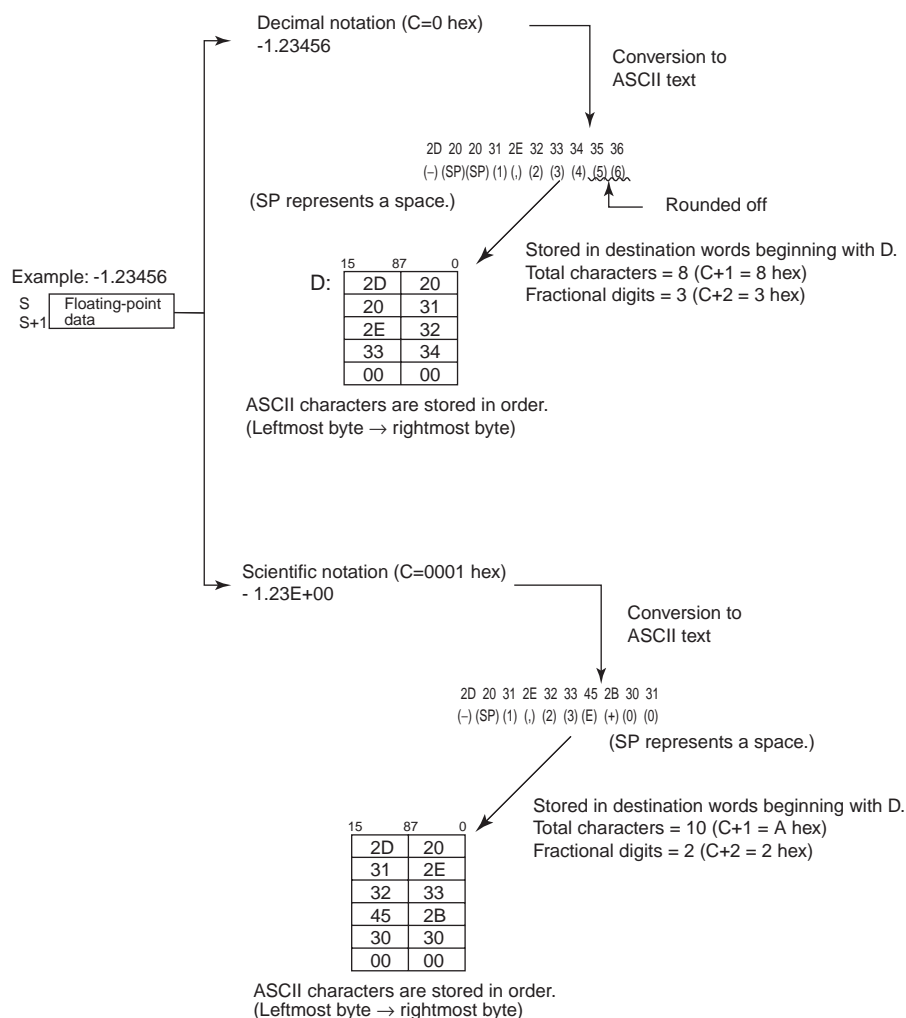 Decimal notation (C=0 hex)
-1.23456
Conversion to
ASCII text
2D 20 20 31 2E 32 33 34 35 36
(–) (SP)(SP) (1) (,) (2) (3) (4) (5) (6)
(SP represents a space.)
Rounded off
Stored in destination words beginning with D.
Total characters = 8 (C+1 = 8 hex)
Fractional digits = 3 (C+2 = 3 hex)
Example: -1.23456
S
S+1
Floating-point
data
15 87 0
D: 2D 20
20 31
2E 32
33 34
00 00
ASCII characters are stored in order.
(Leftmost byte → rightmost byte)
Scientific notation (C=0001 hex)
- 1.23E+00
Conversion to
ASCII text
2D 20 31 2E 32 33 45 2B 30 31
(–) (SP) (1) (,) (2) (3) (E) (+) (0) (0)
(SP represents a space.)
Stored in destination words beginning with D.
Total characters = 10 (C+1 = A hex)
Fractional digits = 2 (C+2 = 2 hex)
15 87 0
2D 20
31 2E
32 33
45 2B
30 30
00 00
ASCII characters are stored in order.
(Leftmost byte → rightmost byte)